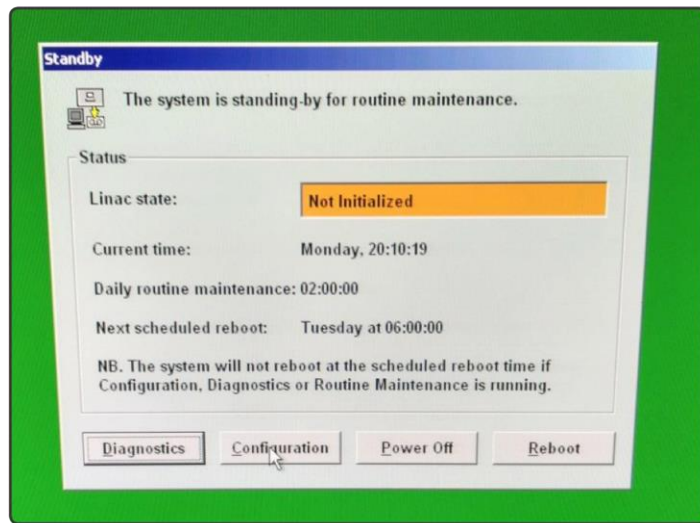 Standby
The system is standing-by for routine maintenance.
Status
Linac state: Not Initialized
Current time: Monday, 20:10:19
Daily routine maintenance: 02:00:00
Next scheduled reboot: Tuesday at 06:00:00
NB. The system will not reboot at the scheduled reboot time if
Configuration, Diagnostics or Routine Maintenance is running.
Diagnostics Configuration Power Off Reboot